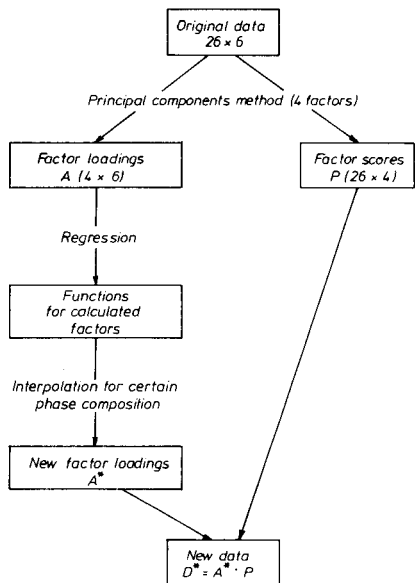 Original data
26 × 6
Principal components method (4 factors)
Factor loadings
A (4 × 6)
Factor scores
P (26 × 4)
Regression
Functions
for calculated
factors
Interpolation for certain
phase composition
New factor loadings
A*
New data
D* = A* · P